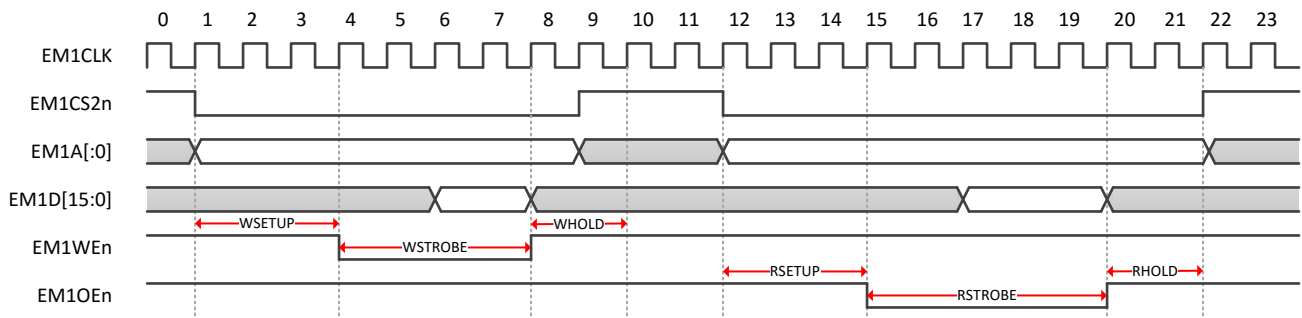 0 1 2 3 4 5 6 7 8 9 10 11 12 13 14 15 16 17 18 19 20 21 22 23
EM1CLK
EM1CS2n
EM1A[:0]
EM1D[15:0]
WSETUP WHOLD
EM1WEn WSTROBE
RSETUP RHOLD
EM1OEn RSTROBE